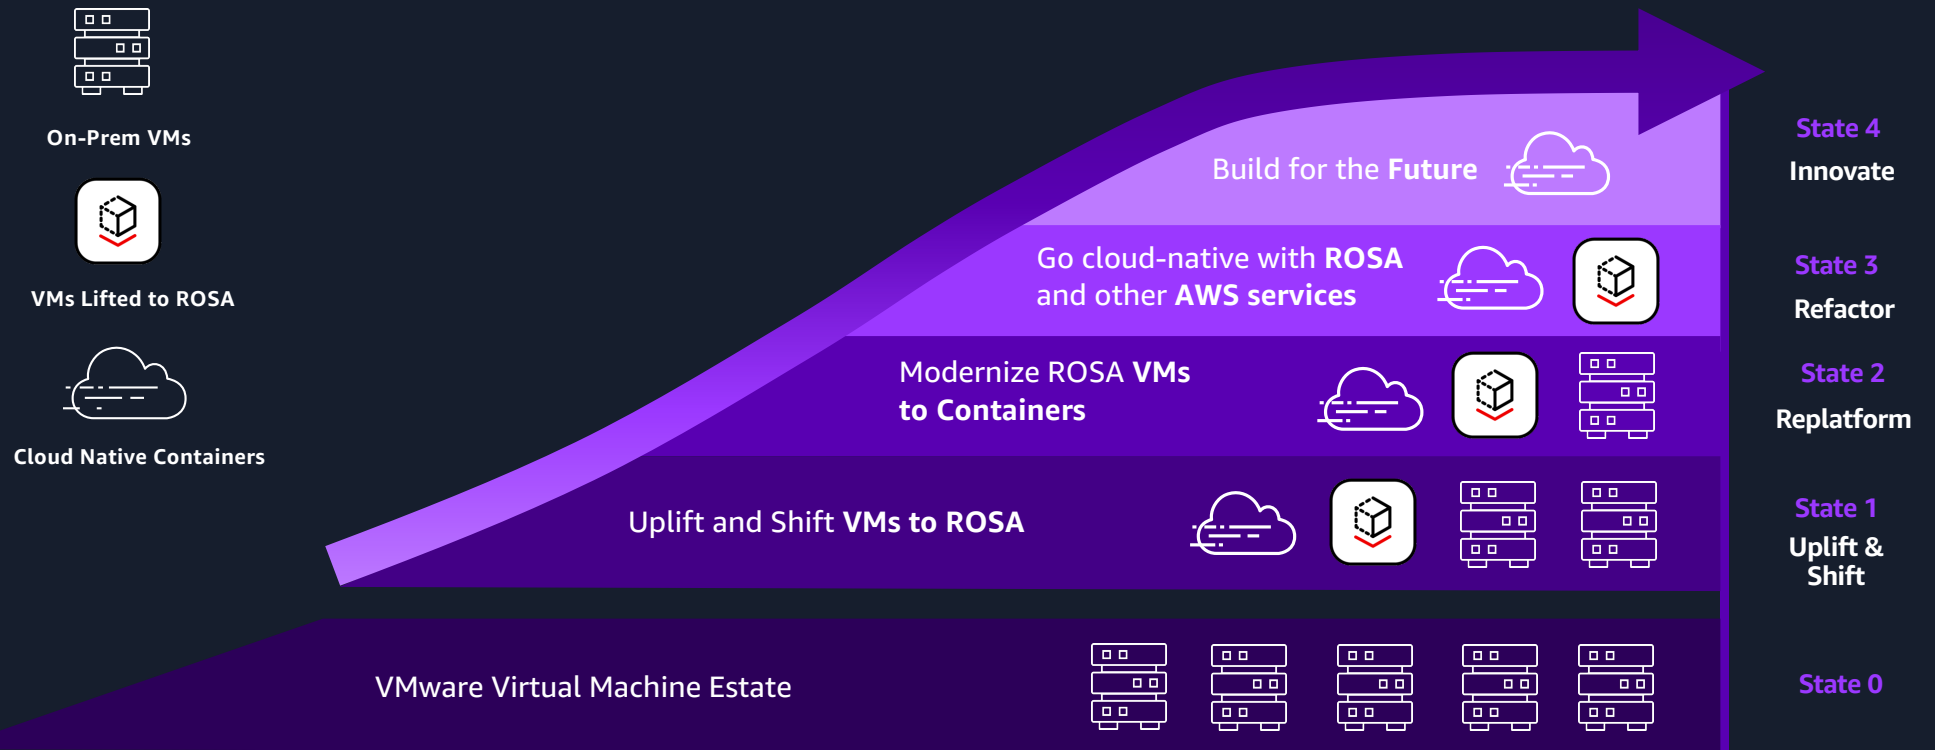 On-Prem VMs
VMs Lifted to ROSA
Cloud Native Containers
Build for the Future
State 4
Innovate
Go cloud-native with ROSA
and other AWS services
State 3
Refactor
Modernize ROSA VMs
to Containers
State 2
Replatform
Uplift and Shift VMs to ROSA
State 1
Uplift &
Shift
VMware Virtual Machine Estate
State 0